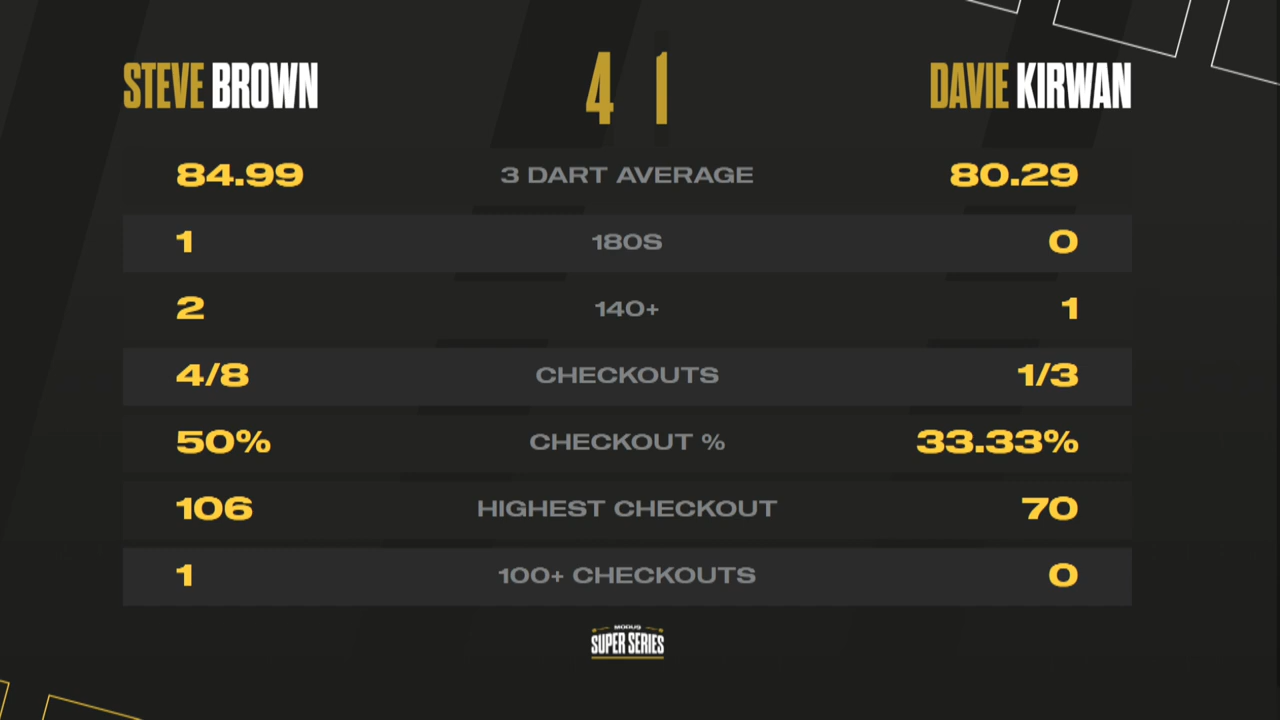 STEVE BROWN 4 1 DAVIE KIRWAN
84.99 3 DART AVERAGE 80.29
1 180S 0
2 140+ 1
4/8 CHECKOUTS 1/3
50% CHECKOUT % 33.33%
106 HIGHEST CHECKOUT 70
1 100+ CHECKOUTS 0
MODUS
SUPER SERIES